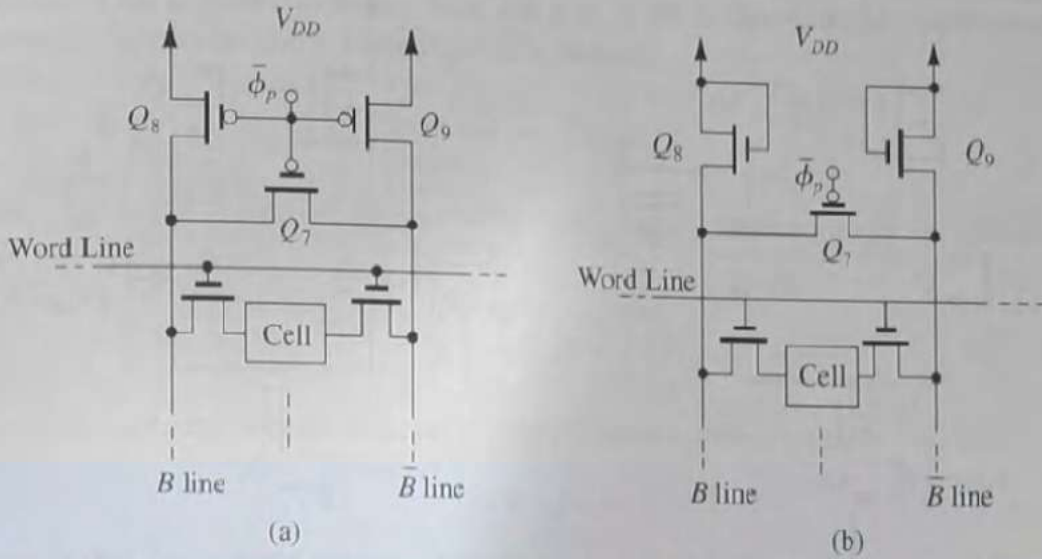 V_DD
Q_8
φ̄_p
Q_9
Q_7
Word Line
Cell
B line
B̄ line
(a)
V_DD
Q_8
φ̄_p
Q_9
Q_7
Word Line
Cell
B line
B̄ line
(b)